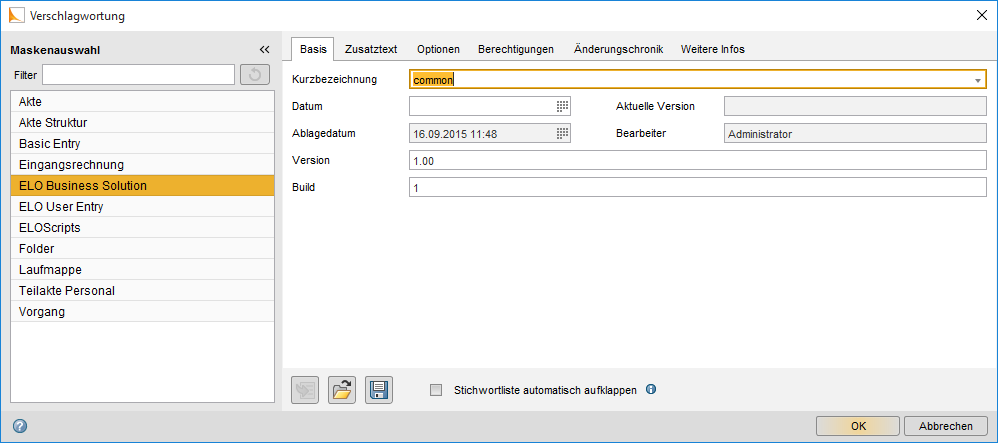 Verschlagwortung
Maskenauswahl
Filter
Akte
Akte Struktur
Basic Entry
Eingangsrechnung
ELO Business Solution
ELO User Entry
ELOScripts
Folder
Laufmappe
Teilakte Personal
Vorgang
Basis Zusatztext Optionen Berechtigungen Änderungschronik Weitere Infos
Kurzbezeichnung common
Datum Aktuelle Version
Ablagedatum 16.09.2015 11:48 Bearbeiter Administrator
Version 1.00
Build 1
Stichwortliste automatisch aufklappen
OK Abbrechen